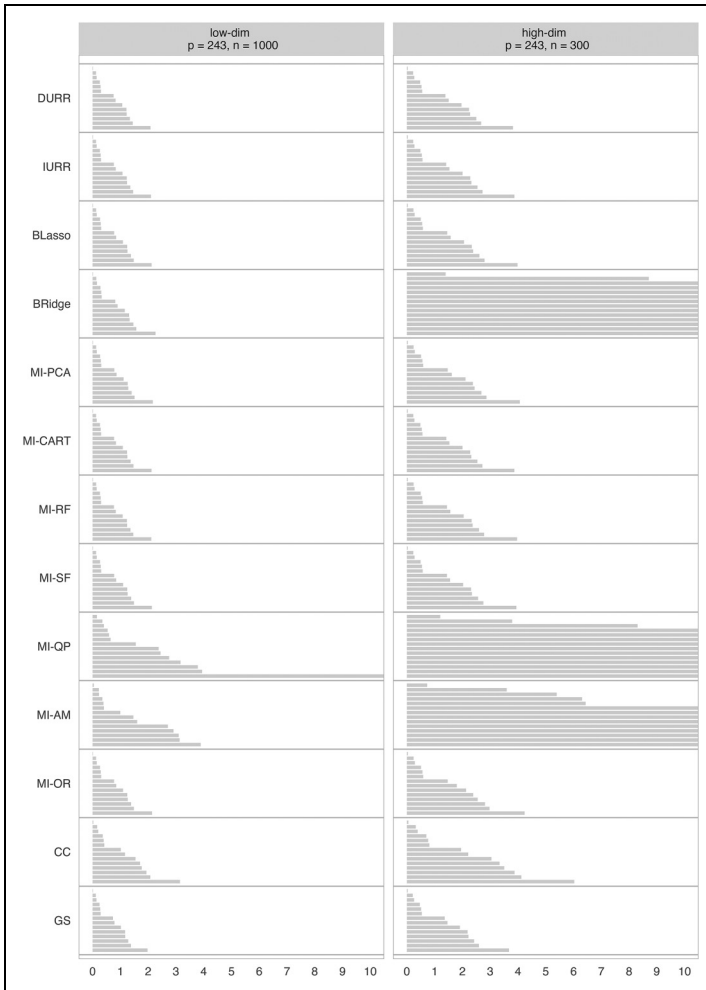 low-dim
p = 243, n = 1000
high-dim
p = 243, n = 300
DURR
IURR
BLasso
BRidge
MI-PCA
MI-CART
MI-RF
MI-SF
MI-QP
MI-AM
MI-OR
CC
GS
0 1 2 3 4 5 6 7 8 9 10
0 1 2 3 4 5 6 7 8 9 10